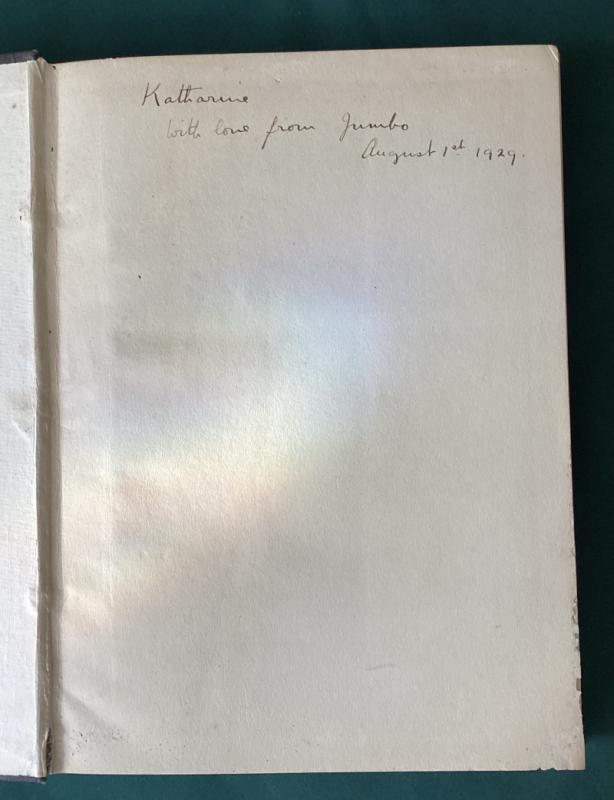 Katharine
With love from Jumbo
August 1st 1929.